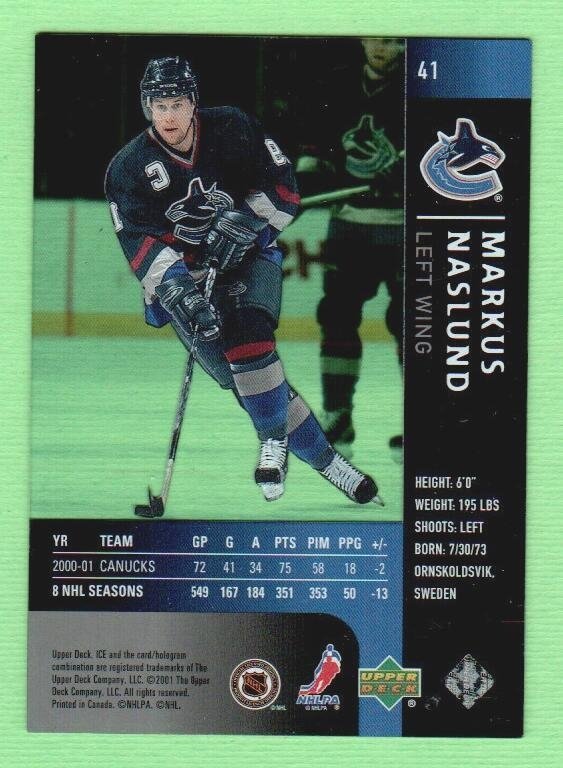 41
®
MARKUS
NASLUND
LEFT WING
HEIGHT: 6'0"
WEIGHT: 195 LBS
SHOOTS: LEFT
BORN: 7/30/73
ORNSKOLDSVIK,
SWEDEN
YR TEAM GP G A PTS PIM PPG +/-
2000-01 CANUCKS 72 41 34 75 58 18 -2
8 NHL SEASONS 549 167 184 351 353 50 -13
Upper Deck, ICE and the card/hologram
combination are registered trademarks of The
Upper Deck Company, LLC. ©2001 The Upper
Deck Company, LLC. All rights reserved.
Printed in Canada. ©NHLPA. ©NHL.
NHL
©NHL
NHLPA
©NHLPA
UPPER
DECK
®